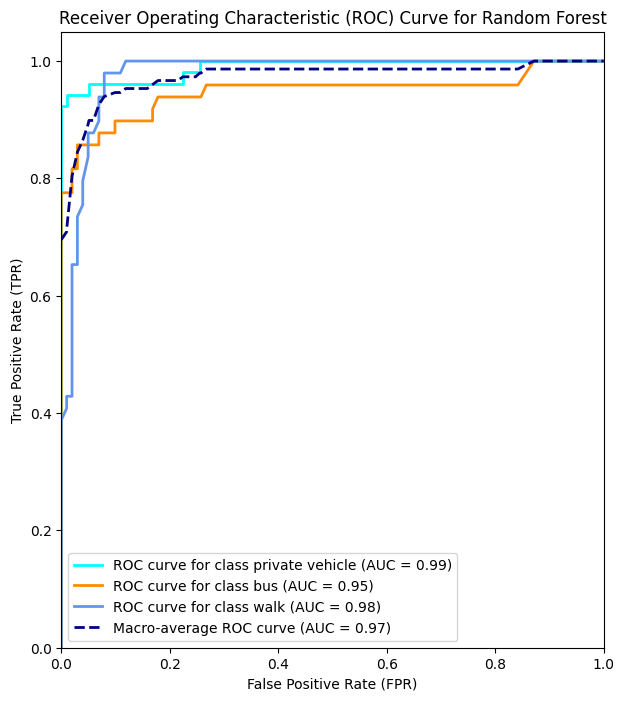 Receiver Operating Characteristic (ROC) Curve for Random Forest
True Positive Rate (TPR)
1.0
0.8
0.6
0.4
0.2
0.0
ROC curve for class private vehicle (AUC = 0.99)
ROC curve for class bus (AUC = 0.95)
ROC curve for class walk (AUC = 0.98)
Macro-average ROC curve (AUC = 0.97)
0.0 0.2 0.4 0.6 0.8 1.0
False Positive Rate (FPR)